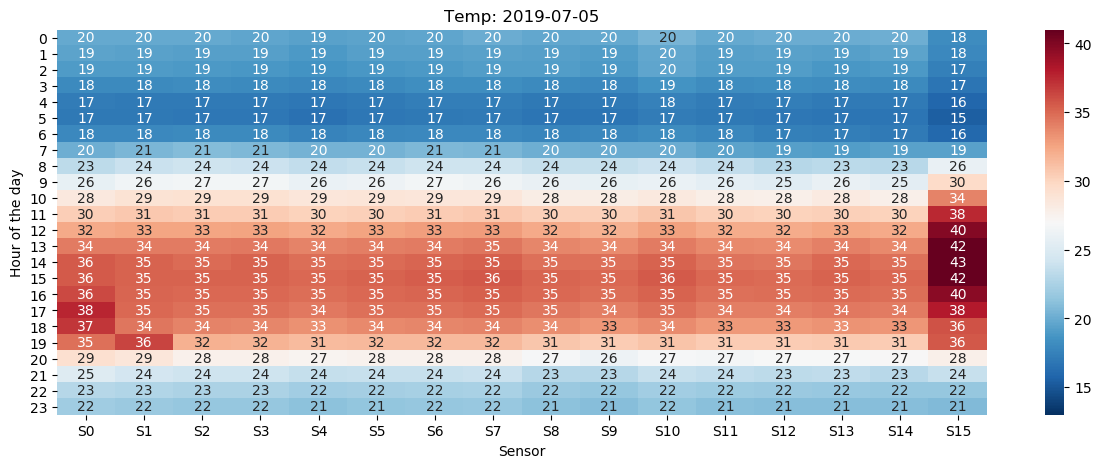 Temp: 2019-07-05
Hour of the day
0 20 20 20 20 19 20 20 20 20 20 20 20 20 20 20 18
1 19 19 19 19 19 19 19 19 19 19 20 19 19 19 19 18
2 19 19 19 19 19 19 19 19 19 19 20 19 19 19 19 17
3 18 18 18 18 18 18 18 18 18 18 19 18 18 18 18 17
4 17 17 17 17 17 17 17 17 17 17 18 17 17 17 17 16
5 17 17 17 17 17 17 17 17 17 17 17 17 17 17 17 15
6 18 18 18 18 18 18 18 18 18 18 18 18 17 17 17 16
7 20 21 21 21 20 20 21 21 20 20 20 20 19 19 19 19
8 23 24 24 24 24 24 24 24 24 24 24 24 23 23 23 26
9 26 26 27 27 26 26 27 26 26 26 26 26 25 26 25 30
10 28 29 29 29 29 29 29 29 28 28 28 28 28 28 28 34
11 30 31 31 31 30 30 31 31 30 30 31 30 30 30 30 38
12 32 33 33 33 32 33 33 33 32 32 33 32 32 33 32 40
13 34 34 34 34 34 34 34 35 34 34 34 34 34 34 34 42
14 36 35 35 35 35 35 35 35 35 34 35 35 34 35 35 43
15 36 35 35 35 35 35 35 36 35 35 36 35 35 35 35 42
16 36 35 35 35 35 35 35 35 35 35 35 35 35 35 35 40
17 38 35 35 35 34 35 35 35 35 34 35 34 34 34 34 38
18 37 34 34 34 33 34 34 34 34 33 34 33 33 33 33 36
19 35 36 32 32 31 32 32 32 31 31 31 31 31 31 31 36
20 29 29 28 28 27 28 28 28 27 26 27 27 27 27 27 28
21 25 24 24 24 24 24 24 24 23 23 24 24 23 23 23 24
22 23 23 23 23 22 22 22 22 22 22 22 22 22 22 22 22
23 22 22 22 22 21 21 22 22 21 21 22 21 21 21 21 21
S0 S1 S2 S3 S4 S5 S6 S7 S8 S9 S10 S11 S12 S13 S14 S15
Sensor
40
35
30
25
20
15